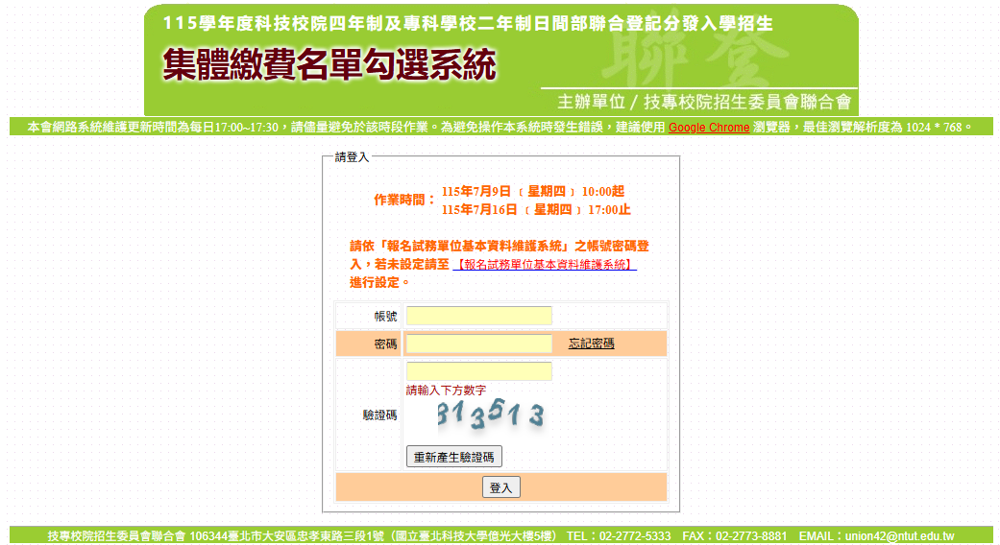 115學年度科技校院四年制及專科學校二年制日間部聯合登記分發入學招生
聯登
集體繳費名單勾選系統
主辦單位 / 技專校院招生委員會聯合會
本會網路系統維護更新時間為每日17:00~17:30，請儘量避免於該時段作業。為避免操作本系統時發生錯誤，建議使用 Google Chrome 瀏覽器，最佳瀏覽解析度為 1024 * 768。
請登入
作業時間： 115年7月9日 ﹝ 星期四 ﹞ 10:00起
115年7月16日 ﹝ 星期四 ﹞ 17:00止
請依「報名試務單位基本資料維護系統」之帳號密碼登
入，若未設定請至 【報名試務單位基本資料維護系統】
進行設定。
帳號
密碼 忘記密碼
請輸入下方數字
驗證碼 813513
重新產生驗證碼
登入
技專校院招生委員會聯合會 106344臺北市大安區忠孝東路三段1號（國立臺北科技大學億光大樓5樓） TEL：02-2772-5333 FAX：02-2773-8881 EMAIL：union42@ntut.edu.tw